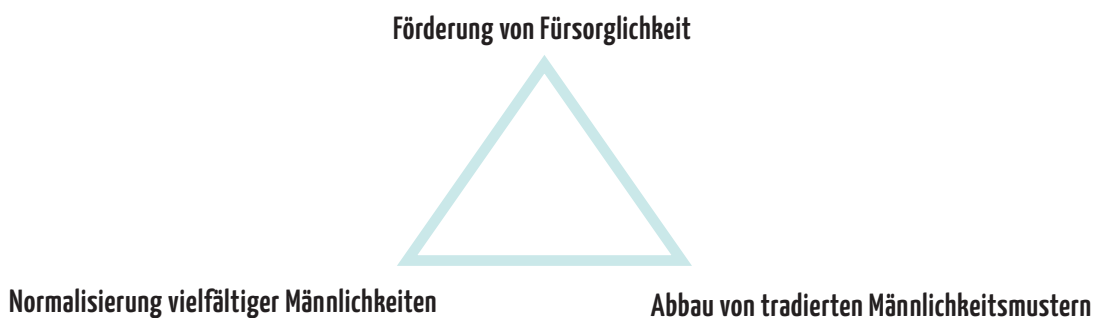 Förderung von Fürsorglichkeit
Normalisierung vielfältiger Männlichkeiten
Abbau von tradierten Männlichkeitsmustern